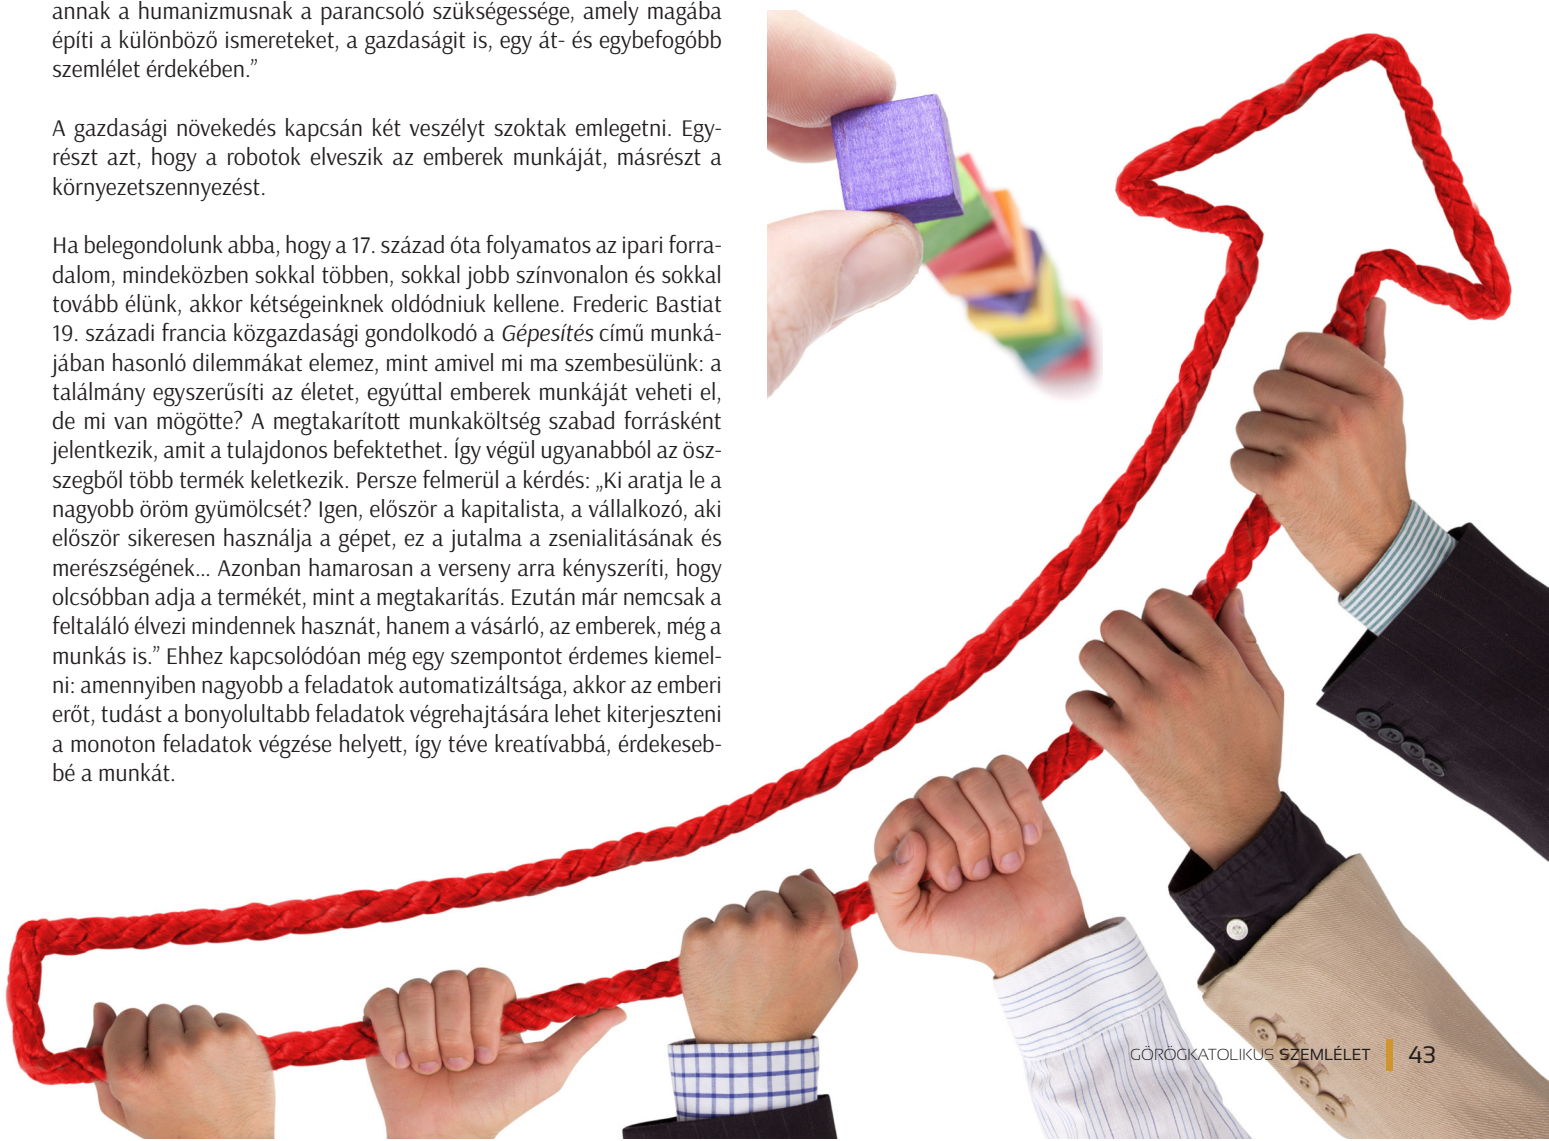 annak a humanizmusnak a parancsoló szükségessége, amely magába
építi a különböző ismereteket, a gazdaságit is, egy át- és egybefogóbb
szemlélet érdekében.”
A gazdasági növekedés kapcsán két veszélyt szoktak emlegetni. Egy-
részt azt, hogy a robotok elveszik az emberek munkáját, másrészt a
környezetszennyezést.
Ha belegondolunk abba, hogy a 17. század óta folyamatos az ipari forra-
dalom, mindeközben sokkal többen, sokkal jobb színvonalon és sokkal
tovább élünk, akkor kétségeinknek oldódniuk kellene. Frederic Bastiat
19. századi francia közgazdasági gondolkodó a Gépesítés című munká-
jában hasonló dilemmákat elemez, mint amivel mi ma szembesülünk: a
találmány egyszerűsíti az életet, egyúttal emberek munkáját veheti el,
de mi van mögötte? A megtakarított munkaköltség szabad forrásként
jelentkezik, amit a tulajdonos befektethet. Így végül ugyanabból az ösz-
szegből több termék keletkezik. Persze felmerül a kérdés: „Ki aratja le a
nagyobb öröm gyümölcsét? Igen, először a kapitalista, a vállalkozó, aki
először sikeresen használja a gépet, ez a jutalma a zsenialitásának és
merészségének... Azonban hamarosan a verseny arra kényszeríti, hogy
olcsóbban adja a termékét, mint a megtakarítás. Ezután már nemcsak a
feltaláló élvezi mindennek hasznát, hanem a vásárló, az emberek, még a
munkás is.” Ehhez kapcsolódóan még egy szempontot érdemes kiemel-
ni: amennyiben nagyobb a feladatok automatizáltsága, akkor az emberi
erőt, tudást a bonyolultabb feladatok végrehajtására lehet kiterjeszteni
a monoton feladatok végzése helyett, így téve kreatívabbá, érdekeseb-
bé a munkát.
GÖRÖGKATOLIKUS SZEMLÉLET 43